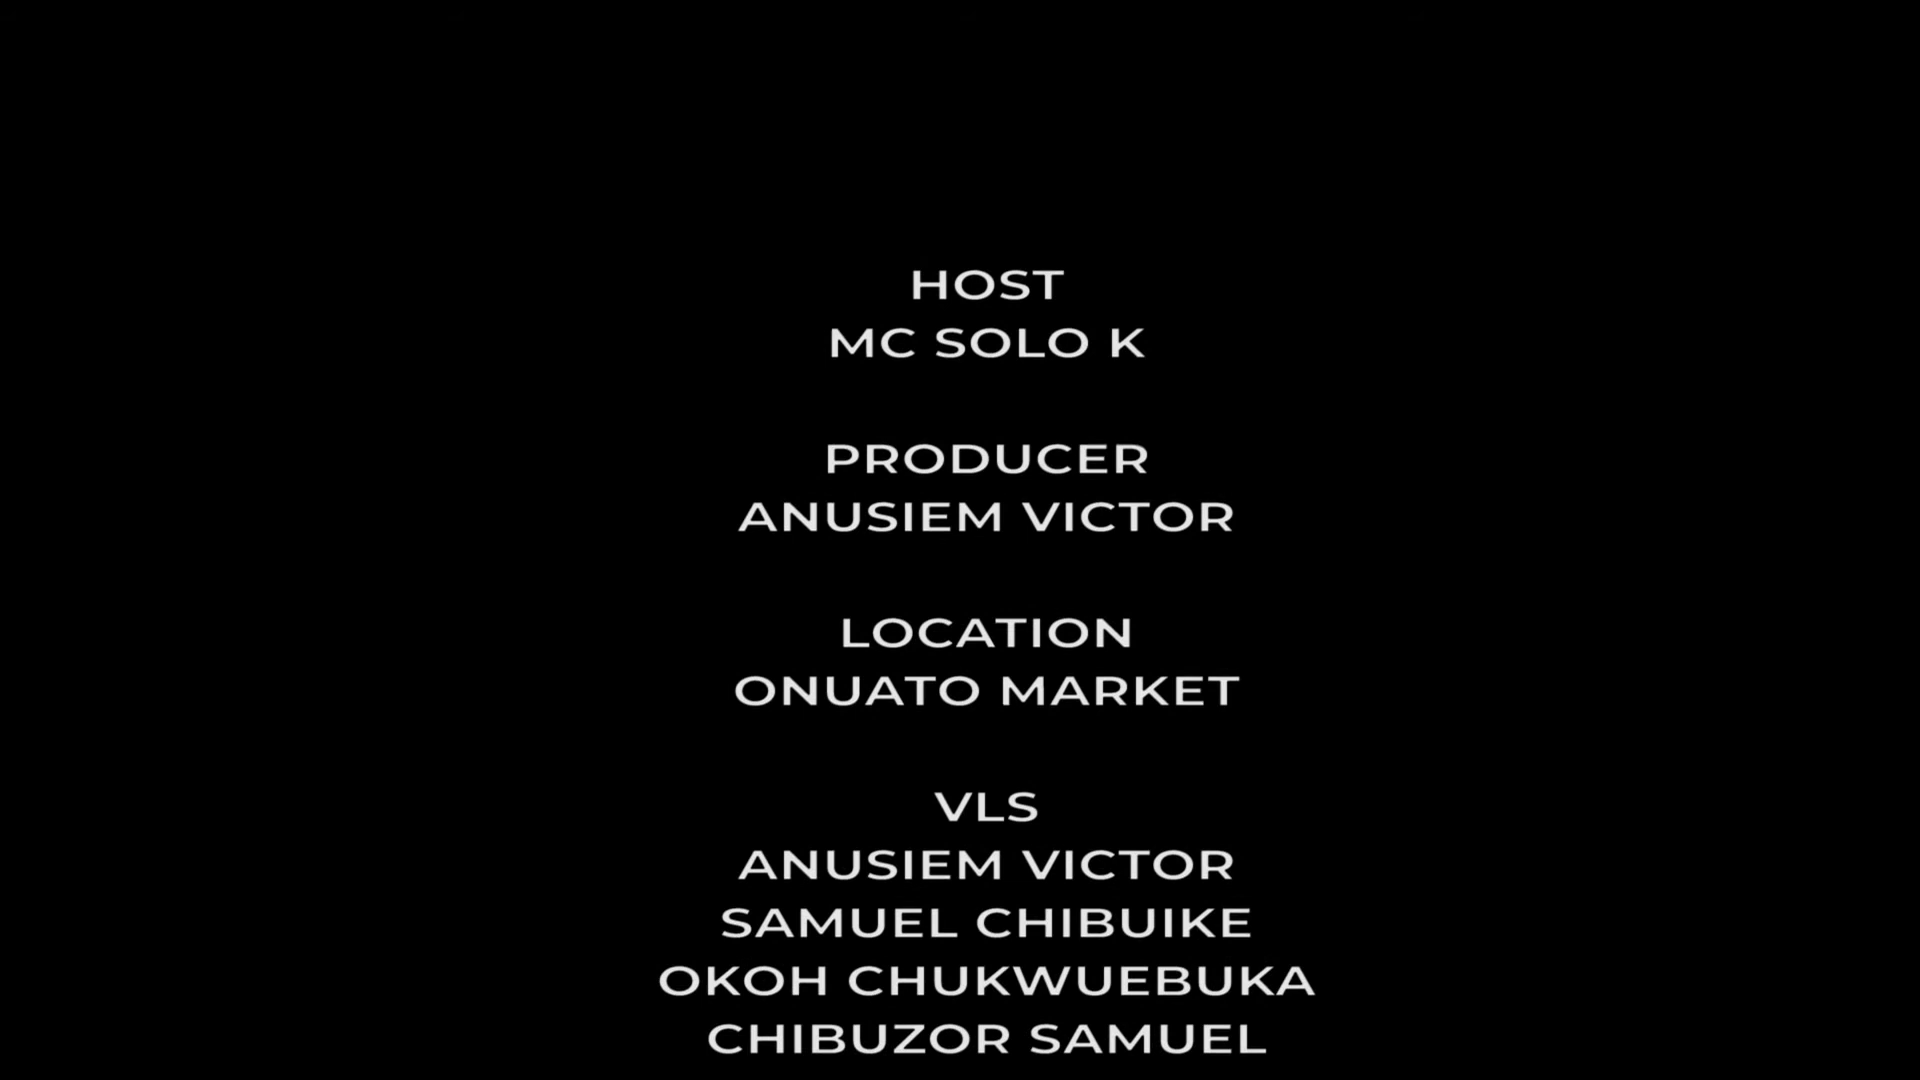 HOST
MC SOLO K
PRODUCER
ANUSIEM VICTOR
LOCATION
ONUATO MARKET
VLS
ANUSIEM VICTOR
SAMUEL CHIBUIKE
OKOH CHUKWUEBUKA
CHIBUZOR SAMUEL